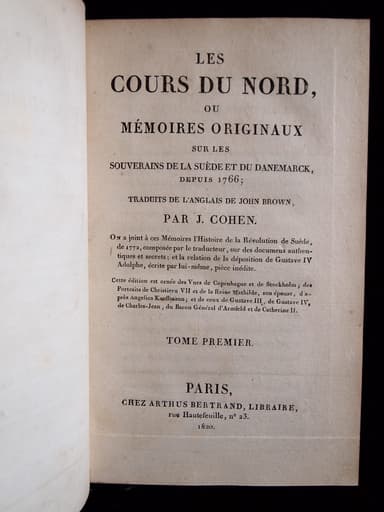 LES
COURS DU NORD,
OU
MÉMOIRES ORIGINAUX
SUR LES
SOUVERAINS DE LA SUÈDE ET DU DANEMARCK,
DEPUIS 1766;
TRADUITS DE L'ANGLAIS DE JOHN BROWN,
PAR J. COHEN.
On a joint à ces Mémoires l'Histoire de la Révolution de Suède,
de 1772, composée par le traducteur, sur des documens authen-
tiques et secrets; et la relation de la déposition de Gustave IV
Adolphe, écrite par lui-même, pièce inédite.
Cette édition est ornée des Vues de Copenhague et de Stockholm; des
Portraits de Christiern VII et de la Reine Mathilde, son épouse, d'a-
près Angelica Kauffmann; et de ceux de Gustave III, de Gustave IV,
de Charles-Jean, du Baron Général d'Armfeld et de Catherine II.
TOME PREMIER.
PARIS,
CHEZ ARTHUS BERTRAND, LIBRAIRE,
rue Hautefeuille, n° 23.
1820.